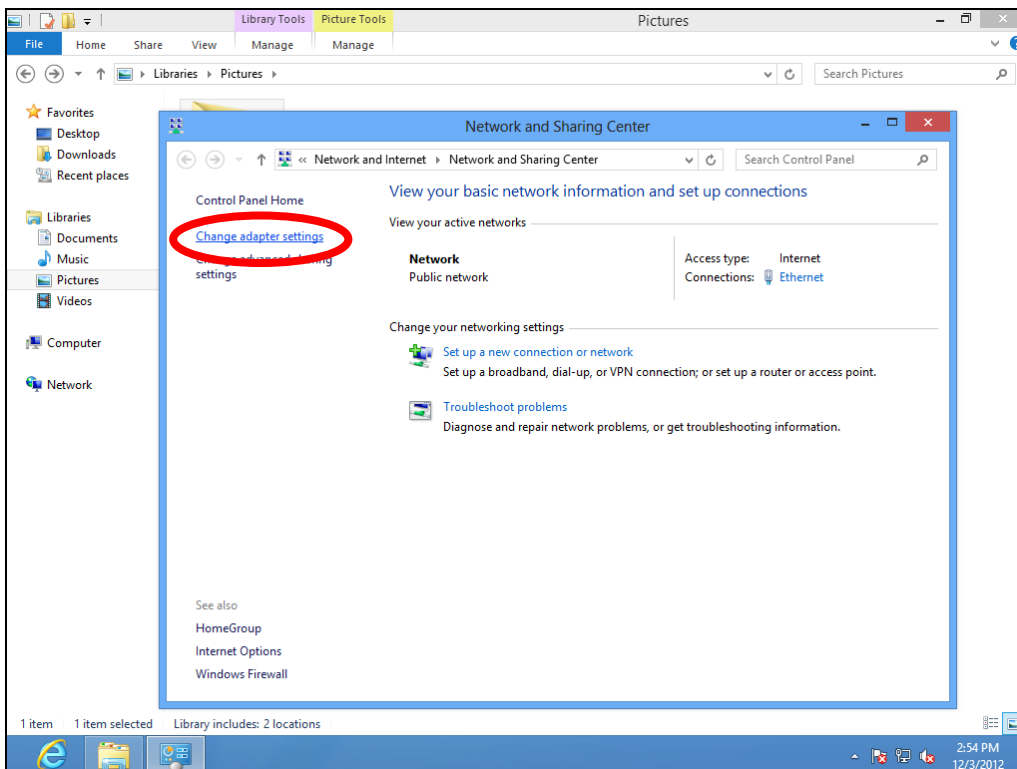 Library Tools Picture Tools Pictures
File Home Share View Manage Manage
Libraries Pictures Search Pictures
Favorites
Desktop
Downloads
Recent places
Libraries
Documents
Music
Pictures
Videos
Computer
Network
Network and Sharing Center
« Network and Internet Network and Sharing Center Search Control Panel
Control Panel Home
Change adapter settings
Change advanced sharing
settings
View your basic network information and set up connections
View your active networks
Network
Public network
Access type: Internet
Connections: Ethernet
Change your networking settings
Set up a new connection or network
Set up a broadband, dial-up, or VPN connection; or set up a router or access point.
Troubleshoot problems
Diagnose and repair network problems, or get troubleshooting information.
See also
HomeGroup
Internet Options
Windows Firewall
1 item 1 item selected Library includes: 2 locations
2:54 PM
12/3/2012